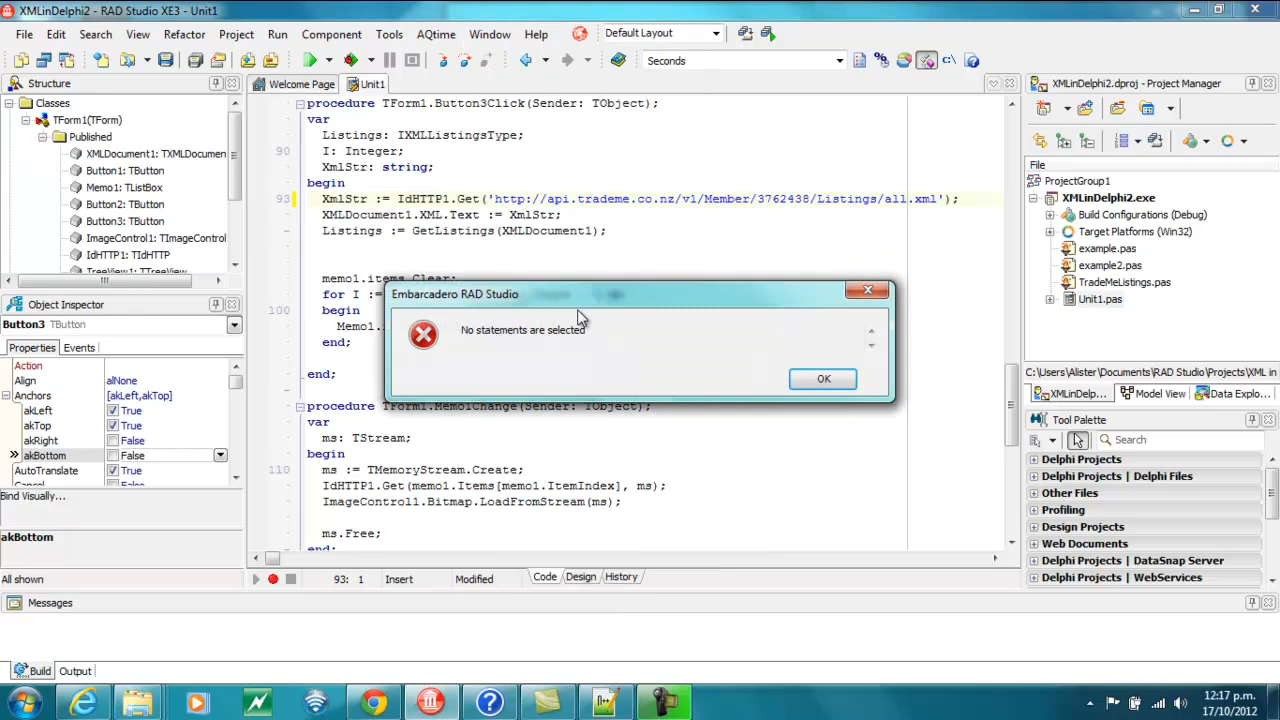 XMLinDelphi2 - RAD Studio XE3 - Unit1
File Edit Search View Refactor Project Run Component Tools AQtime Window Help Default Layout
Seconds
Structure
Classes
TForm1(TForm)
Published
XMLDocument1: TXMLDocumen
Button1: TButton
Memo1: TListBox
Button2: TButton
Button3: TButton
ImageControl1: TImageControl
IdHTTP1: TIdHTTP
TreeView1: TTreeView
Object Inspector
Button3 TButton
Properties Events
Action
Align alNone
Anchors [akLeft,akTop]
akLeft True
akTop True
akRight False
akBottom False
AutoTranslate True
Cancel False
Bind Visually...
akBottom
All shown
Welcome Page Unit1
procedure TForm1.Button3Click(Sender: TObject);
var
Listings: IXMLListingsType;
90 I: Integer;
XmlStr: string;
begin
93 XmlStr := IdHTTP1.Get('http://api.trademe.co.nz/v1/Member/3762438/Listings/all.xml');
XMLDocument1.XML.Text := XmlStr;
Listings := GetListings(XMLDocument1);
memo1.items.Clear;
for I :=
100 begin
Memo1.
end;
end;
procedure TForm1.Memo1Change(Sender: TObject);
var
ms: TStream;
begin
110 ms := TMemoryStream.Create;
IdHTTP1.Get(memo1.Items[memo1.ItemIndex], ms);
ImageControl1.Bitmap.LoadFromStream(ms);
ms.Free;
end;
93: 1 Insert Modified Code Design History
Embarcadero RAD Studio
No statements are selected
OK
XMLinDelphi2.dproj - Project Manager
File
ProjectGroup1
XMLinDelphi2.exe
Build Configurations (Debug)
Target Platforms (Win32)
example.pas
example2.pas
TradeMeListings.pas
Unit1.pas
C:\Users\Alister\Documents\RAD Studio\Projects\XML in
XMLinDelp... Model View Data Explo...
Tool Palette
Search
Delphi Projects
Delphi Projects | Delphi Files
Other Files
Profiling
Design Projects
Web Documents
Delphi Projects | DataSnap Server
Delphi Projects | WebServices
Messages
Build Output
12:17 p.m.
17/10/2012